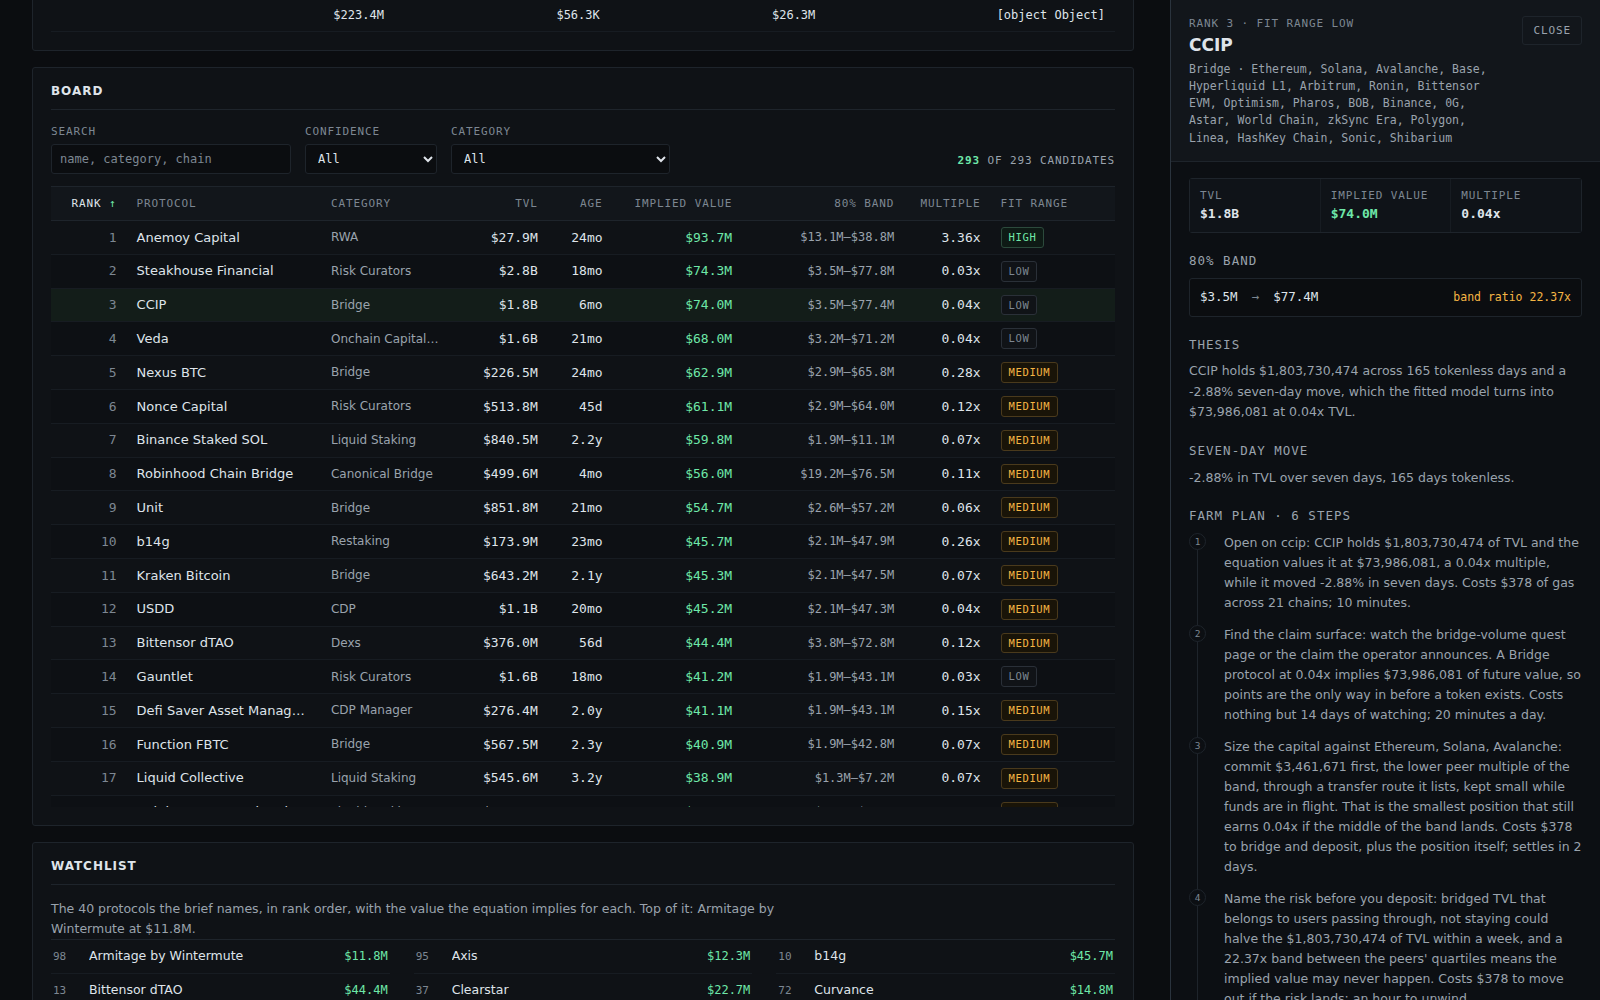 $223.4M $56.3K $26.3M [object Object]
BOARD
SEARCH CONFIDENCE CATEGORY
name, category, chain All All 293 OF 293 CANDIDATES
RANK ↑ PROTOCOL CATEGORY TVL AGE IMPLIED VALUE 80% BAND MULTIPLE FIT RANGE
1 Anemoy Capital RWA $27.9M 24mo $93.7M $13.1M–$38.8M 3.36x HIGH
2 Steakhouse Financial Risk Curators $2.8B 18mo $74.3M $3.5M–$77.8M 0.03x LOW
3 CCIP Bridge $1.8B 6mo $74.0M $3.5M–$77.4M 0.04x LOW
4 Veda Onchain Capital… $1.6B 21mo $68.0M $3.2M–$71.2M 0.04x LOW
5 Nexus BTC Bridge $226.5M 24mo $62.9M $2.9M–$65.8M 0.28x MEDIUM
6 Nonce Capital Risk Curators $513.8M 45d $61.1M $2.9M–$64.0M 0.12x MEDIUM
7 Binance Staked SOL Liquid Staking $840.5M 2.2y $59.8M $1.9M–$11.1M 0.07x MEDIUM
8 Robinhood Chain Bridge Canonical Bridge $499.6M 4mo $56.0M $19.2M–$76.5M 0.11x MEDIUM
9 Unit Bridge $851.8M 21mo $54.7M $2.6M–$57.2M 0.06x MEDIUM
10 b14g Restaking $173.9M 23mo $45.7M $2.1M–$47.9M 0.26x MEDIUM
11 Kraken Bitcoin Bridge $643.2M 2.1y $45.3M $2.1M–$47.5M 0.07x MEDIUM
12 USDD CDP $1.1B 20mo $45.2M $2.1M–$47.3M 0.04x MEDIUM
13 Bittensor dTAO Dexs $376.0M 56d $44.4M $3.8M–$72.8M 0.12x MEDIUM
14 Gauntlet Risk Curators $1.6B 18mo $41.2M $1.9M–$43.1M 0.03x LOW
15 Defi Saver Asset Manag… CDP Manager $276.4M 2.0y $41.1M $1.9M–$43.1M 0.15x MEDIUM
16 Function FBTC Bridge $567.5M 2.3y $40.9M $1.9M–$42.8M 0.07x MEDIUM
17 Liquid Collective Liquid Staking $545.6M 3.2y $38.9M $1.3M–$7.2M 0.07x MEDIUM
WATCHLIST
The 40 protocols the brief names, in rank order, with the value the equation implies for each. Top of it: Armitage by
Wintermute at $11.8M.
98 Armitage by Wintermute $11.8M 95 Axis $12.3M 10 b14g $45.7M
13 Bittensor dTAO $44.4M 37 Clearstar $22.7M 72 Curvance $14.8M
RANK 3 · FIT RANGE LOW
CLOSE
CCIP
Bridge · Ethereum, Solana, Avalanche, Base,
Hyperliquid L1, Arbitrum, Ronin, Bittensor
EVM, Optimism, Pharos, BOB, Binance, 0G,
Astar, World Chain, zkSync Era, Polygon,
Linea, HashKey Chain, Sonic, Shibarium
TVL IMPLIED VALUE MULTIPLE
$1.8B $74.0M 0.04x
80% BAND
$3.5M → $77.4M band ratio 22.37x
THESIS
CCIP holds $1,803,730,474 across 165 tokenless days and a
-2.88% seven-day move, which the fitted model turns into
$73,986,081 at 0.04x TVL.
SEVEN-DAY MOVE
-2.88% in TVL over seven days, 165 days tokenless.
FARM PLAN · 6 STEPS
1 Open on ccip: CCIP holds $1,803,730,474 of TVL and the
equation values it at $73,986,081, a 0.04x multiple,
while it moved -2.88% in seven days. Costs $378 of gas
across 21 chains; 10 minutes.
2 Find the claim surface: watch the bridge-volume quest
page or the claim the operator announces. A Bridge
protocol at 0.04x implies $73,986,081 of future value, so
points are the only way in before a token exists. Costs
nothing but 14 days of watching; 20 minutes a day.
3 Size the capital against Ethereum, Solana, Avalanche:
commit $3,461,671 first, the lower peer multiple of the
band, through a transfer route it lists, kept small while
funds are in flight. That is the smallest position that still
earns 0.04x if the middle of the band lands. Costs $378
to bridge and deposit, plus the position itself; settles in 2
days.
4 Name the risk before you deposit: bridged TVL that
belongs to users passing through, not staying could
halve the $1,803,730,474 of TVL within a week, and a
22.37x band between the peers' quartiles means the
implied value may never happen. Costs $378 to move
out if the risk lands; an hour to unwind.